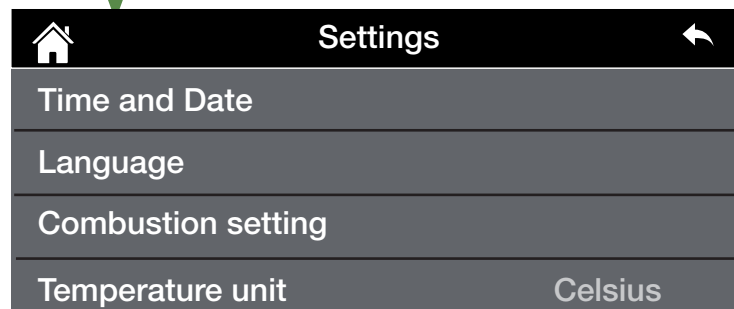 Settings
Time and Date
Language
Combustion setting
Temperature unit Celsius